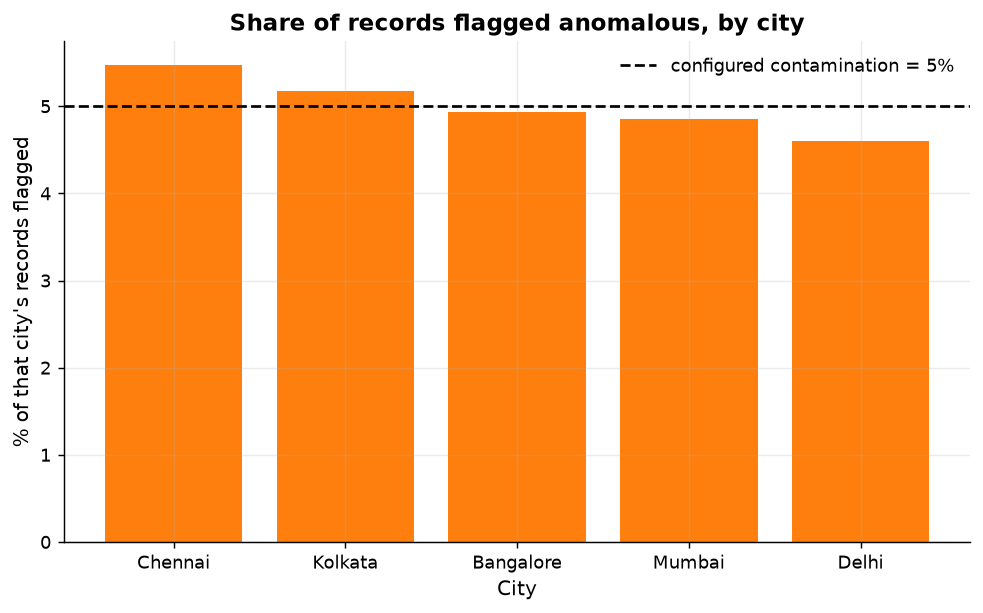 Share of records flagged anomalous, by city
configured contamination = 5%
% of that city's records flagged
5
4
3
2
1
0
Chennai Kolkata Bangalore Mumbai Delhi
City